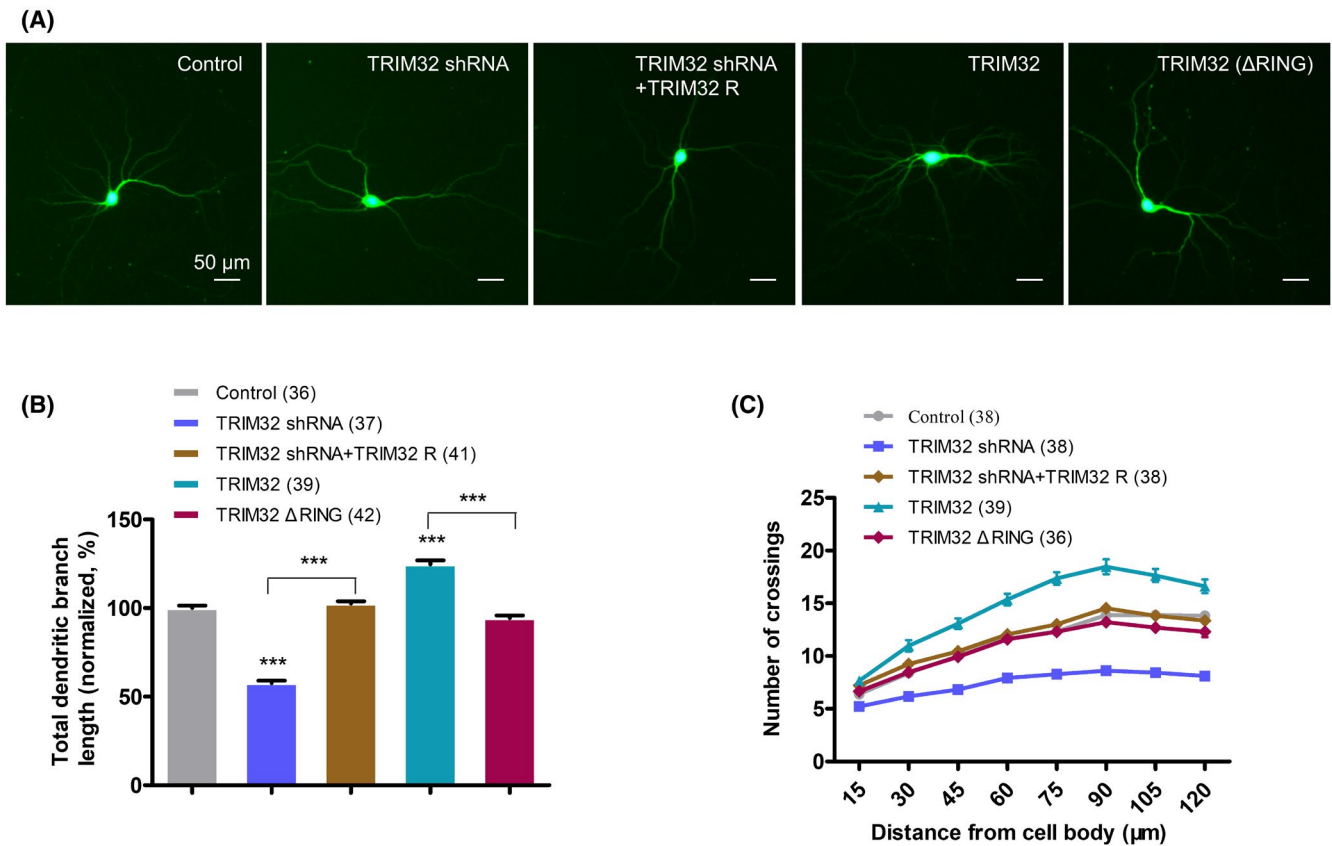 (A)
Control
TRIM32 shRNA
TRIM32 shRNA
+TRIM32 R
TRIM32
TRIM32 (ΔRING)
50 µm
(B)
Control (36)
TRIM32 shRNA (37)
TRIM32 shRNA+TRIM32 R (41)
TRIM32 (39)
TRIM32 ΔRING (42)
Total dendritic branch
length (normalized, %)
150
100
50
0
***
***
***
***
(C)
Control (38)
TRIM32 shRNA (38)
TRIM32 shRNA+TRIM32 R (38)
TRIM32 (39)
TRIM32 ΔRING (36)
Number of crossings
25
20
15
10
5
0
15
30
45
60
75
90
105
120
Distance from cell body (µm)